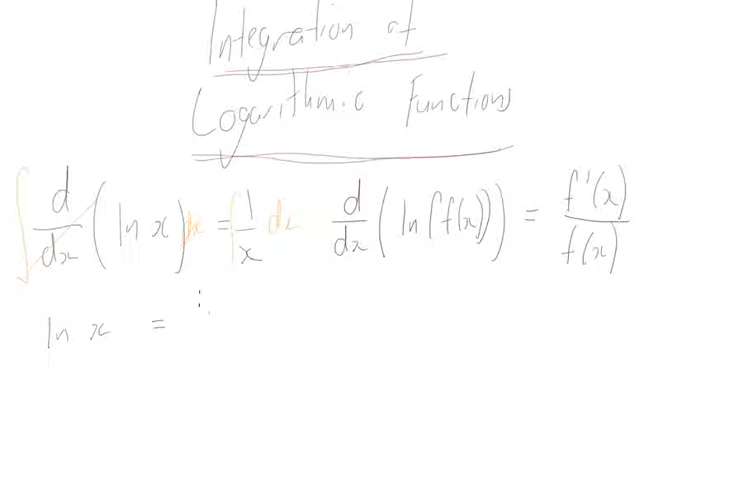 Integration of
Logarithmic Functions
∫ d/dx (ln x) dx = ∫ 1/x dx    d/dx (ln(f(x))) = f'(x)/f(x)
ln x =